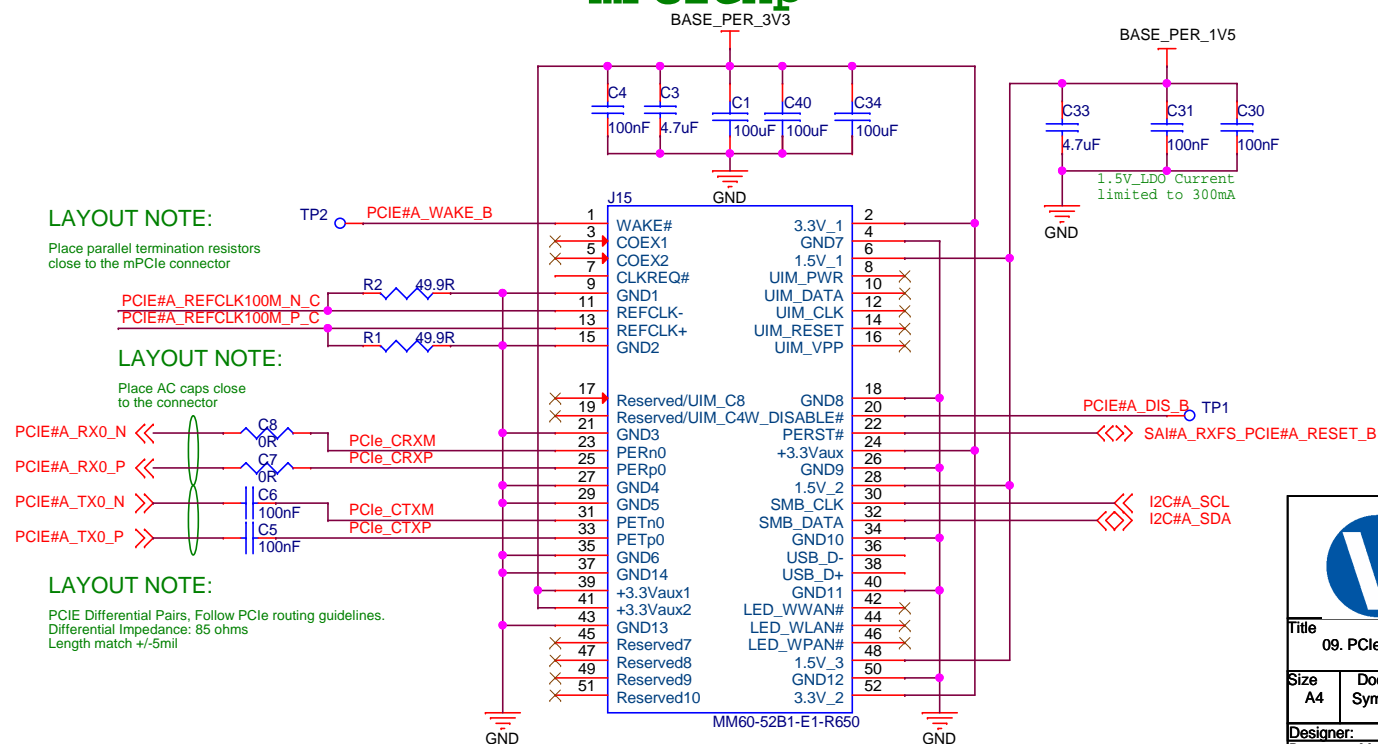 BASE_PER_3V3
BASE_PER_1V5
C4
100nF
C3
4.7uF
C1
100uF
C40
100uF
C34
100uF
GND
C33
4.7uF
C31
100nF
C30
100nF
1.5V_LDO Current
limited to 300mA
GND
LAYOUT NOTE:
Place parallel termination resistors
close to the mPCIe connector
TP2
PCIE#A_WAKE_B
R2 49.9R
PCIE#A_REFCLK100M_N_C
PCIE#A_REFCLK100M_P_C
R1 49.9R
LAYOUT NOTE:
Place AC caps close
to the connector
PCIE#A_RX0_N
C8
0R
PCIe_CRXM
PCIE#A_RX0_P
C7
0R
PCIe_CRXP
PCIE#A_TX0_N
C6
100nF
PCIe_CTXM
PCIE#A_TX0_P
C5
100nF
PCIe_CTXP
LAYOUT NOTE:
PCIE Differential Pairs, Follow PCIe routing guidelines.
Differential Impedance: 85 ohms
Length match +/-5mil
GND
J15
1 WAKE# 3.3V_1 2
3 COEX1 GND7 4
5 COEX2 1.5V_1 6
7 CLKREQ# UIM_PWR 8
9 GND1 UIM_DATA 10
11 REFCLK- UIM_CLK 12
13 REFCLK+ UIM_RESET 14
15 GND2 UIM_VPP 16
17 Reserved/UIM_C8 GND8 18
19 Reserved/UIM_C4 W_DISABLE# 20
21 GND3 PERST# 22
23 PERn0 +3.3Vaux 24
25 PERp0 GND9 26
27 GND4 1.5V_2 28
29 GND5 SMB_CLK 30
31 PETn0 SMB_DATA 32
33 PETp0 GND10 34
35 GND6 USB_D- 36
37 GND14 USB_D+ 38
39 +3.3Vaux1 GND11 40
41 +3.3Vaux2 LED_WWAN# 42
43 GND13 LED_WLAN# 44
45 Reserved7 LED_WPAN# 46
47 Reserved8 1.5V_3 48
49 Reserved9 GND12 50
51 Reserved10 3.3V_2 52
MM60-52B1-E1-R650
GND
PCIE#A_DIS_B TP1
SAI#A_RXFS_PCIE#A_RESET_B
I2C#A_SCL
I2C#A_SDA
Title
09. PCIe
Size
A4
Designer: